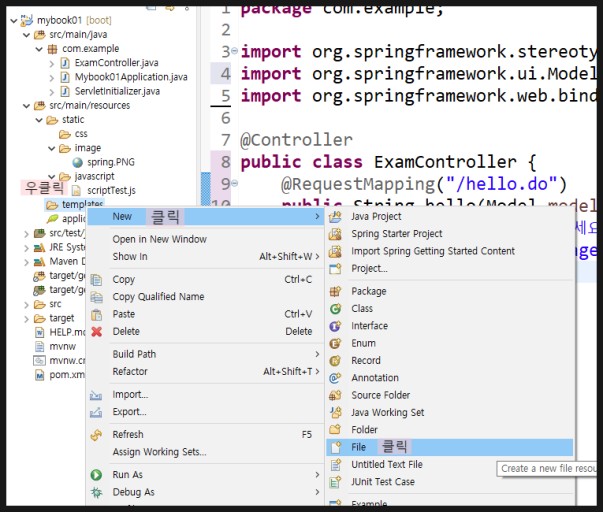 mybook01 [boot]
src/main/java
com.example
ExamController.java
Mybook01Application.java
ServletInitializer.java
src/main/resources
static
css
image
spring.PNG
javascript
우클릭 scriptTest.js
templates
applic
src/test/j
JRE Syste
Maven D
target/ge
target/ge
src
target
HELP.m
mvnw
mvnw.cm
pom.xm
1 package com.example;
3 import org.springframework.stereoty
4 import org.springframework.ui.Model
5 import org.springframework.web.bind
6
7 @Controller
8 public class ExamController {
9 @RequestMapping("/hello.do")
10 public String hello(Model model
세요
nge
New 클릭
Open in New Window
Show In Alt+Shift+W
Copy Ctrl+C
Copy Qualified Name
Paste Ctrl+V
Delete Delete
Build Path
Refactor Alt+Shift+T
Import...
Export...
Refresh F5
Assign Working Sets...
Run As
Debug As
Java Project
Spring Starter Project
Import Spring Getting Started Content
Project...
Package
Class
Interface
Enum
Record
Annotation
Source Folder
Java Working Set
Folder
File 클릭
Untitled Text File
JUnit Test Case
Example
Create a new file resou